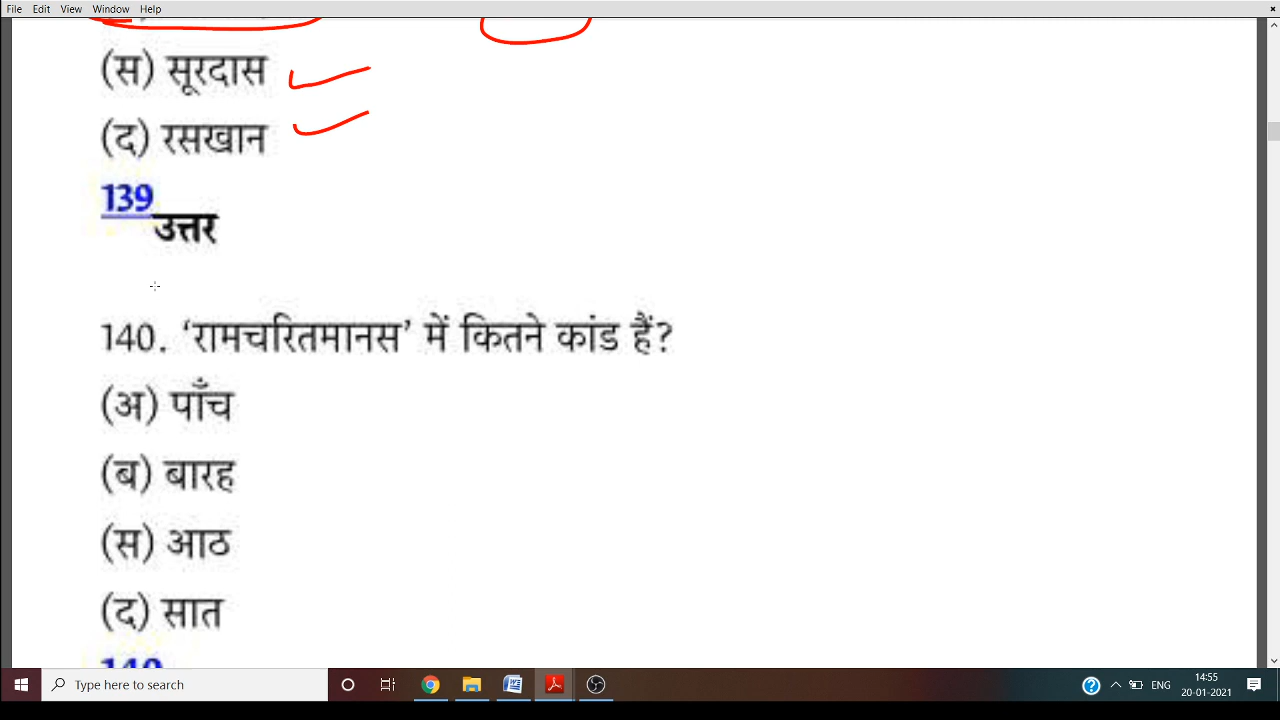 File Edit View Window Help
(स) सूरदास
(द) रसखान
139
उत्तर
140. ‘रामचरितमानस’ में कितने कांड हैं?
(अ) पाँच
(ब) बारह
(स) आठ
(द) सात
140
Type here to search
ENG
14:55
20-01-2021